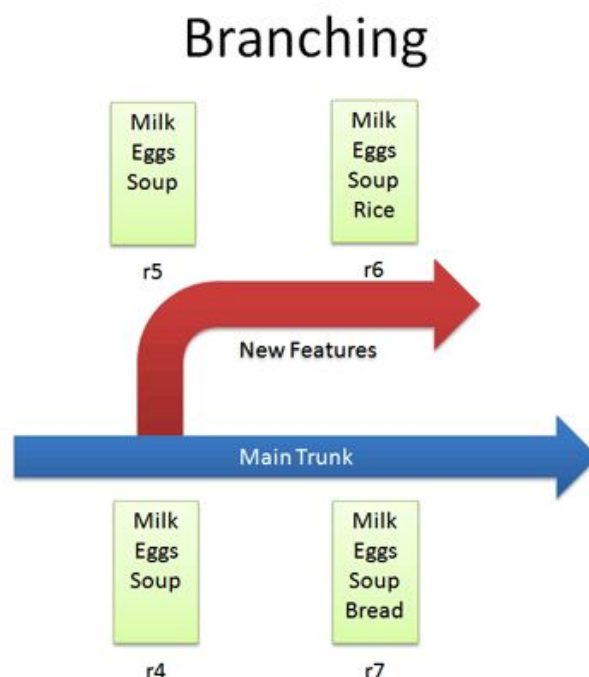 Branching
Milk
Eggs
Soup
r5
Milk
Eggs
Soup
Rice
r6
New Features
Main Trunk
Milk
Eggs
Soup
r4
Milk
Eggs
Soup
Bread
r7